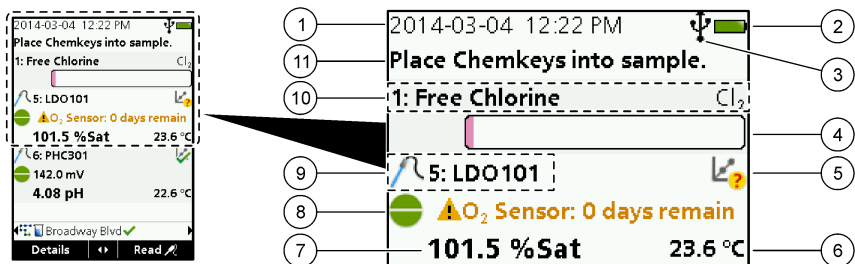 2014-03-04 12:22 PM
Place Chemkeys into sample.
1: Free Chlorine Cl2
5: LDO101
O2 Sensor: 0 days remain
101.5 %Sat 23.6 °C
6: PHC301
142.0 mV
4.08 pH 22.6 °C
Broadway Blvd
Details Read
1 2014-03-04 12:22 PM 2
11 Place Chemkeys into sample. 3
10 1: Free Chlorine Cl2
4
9 5: LDO101 5
8 O2 Sensor: 0 days remain
7 101.5 %Sat 23.6 °C 6